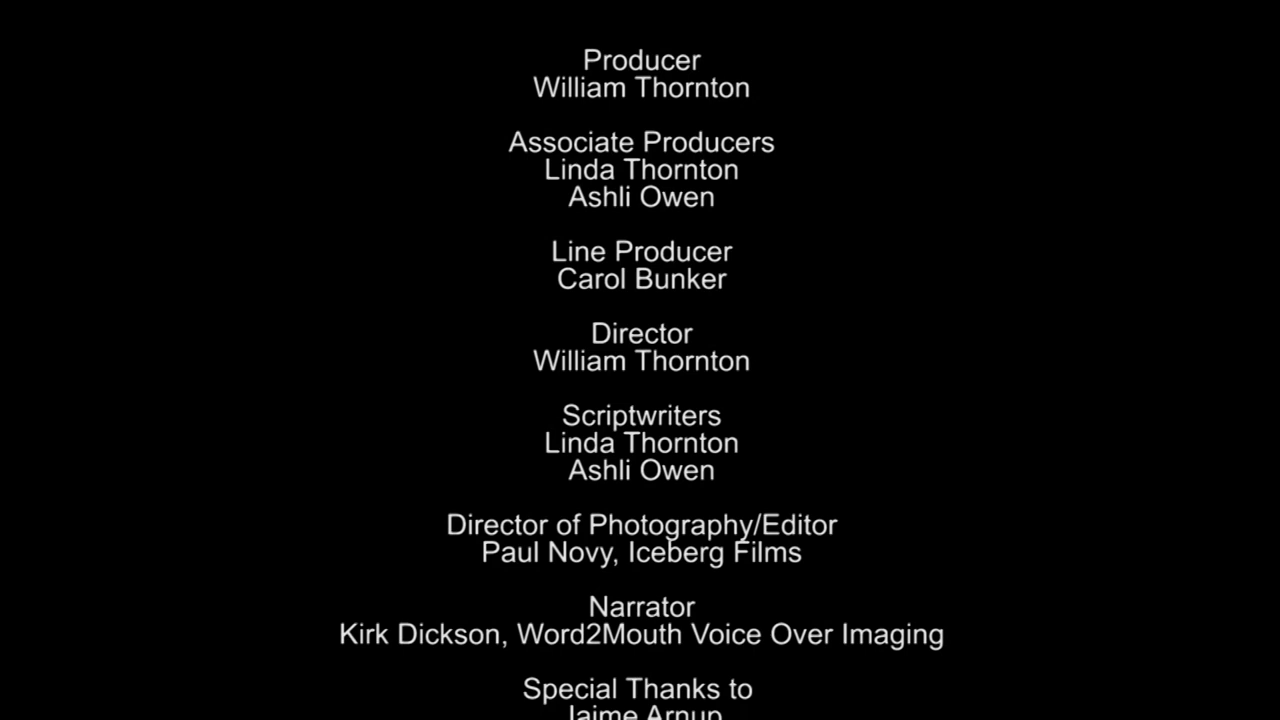 Producer
William Thornton
Associate Producers
Linda Thornton
Ashli Owen
Line Producer
Carol Bunker
Director
William Thornton
Scriptwriters
Linda Thornton
Ashli Owen
Director of Photography/Editor
Paul Novy, Iceberg Films
Narrator
Kirk Dickson, Word2Mouth Voice Over Imaging
Special Thanks to
Jaime Arnup